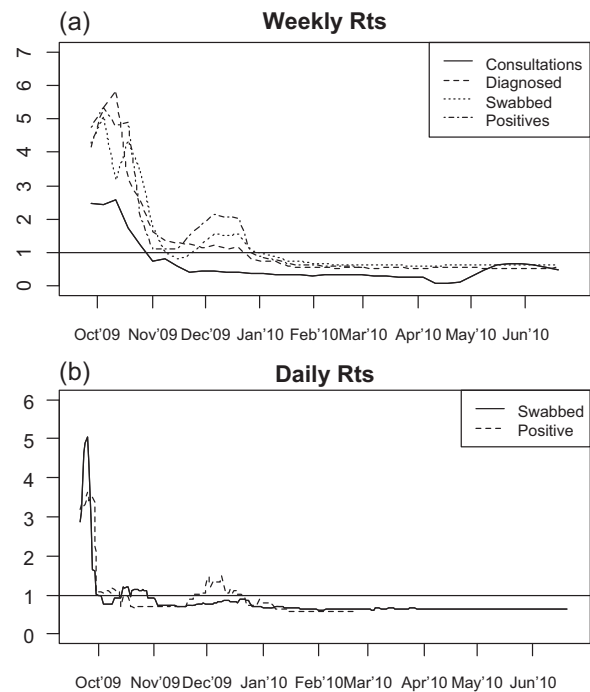 (a) Weekly Rts
7
6
5
4
3
2
1
0
Consultations
Diagnosed
Swabbed
Positives
Oct'09 Nov'09 Dec'09 Jan'10 Feb'10 Mar'10 Apr'10 May'10 Jun'10
(b) Daily Rts
6
5
4
3
2
1
0
Swabbed
Positive
Oct'09 Nov'09 Dec'09 Jan'10 Feb'10 Mar'10 Apr'10 May'10 Jun'10